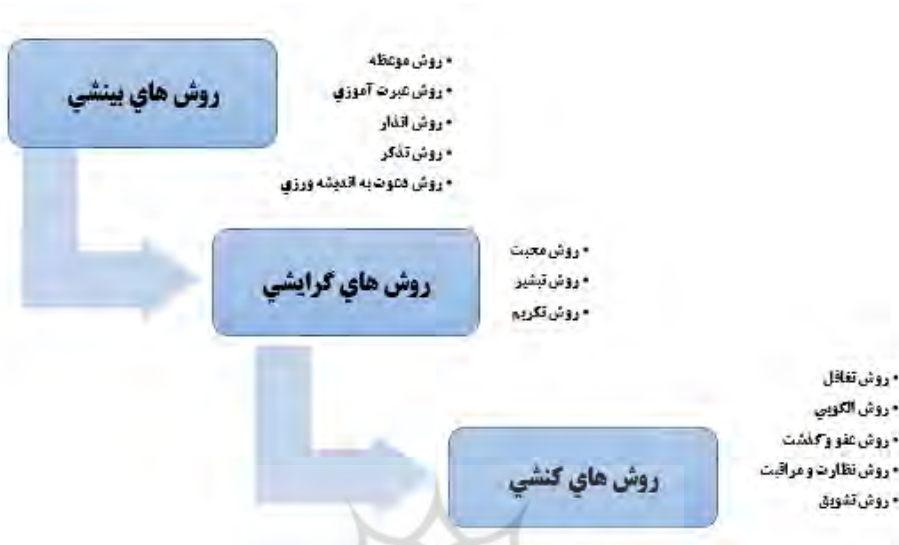 روش هاي بينشي
• روش موعظه
• روش عبرت آموزي
• روش انذار
• روش تذكر
• روش دعوت به انديشه ورزي
روش هاي گرايشي
• روش محبت
• روش تبشير
• روش تكريم
روش هاي كنشي
• روش تغافل
• روش الگويي
• روش عفو و گذشت
• روش نظارت و مراقبت
• روش تشويق